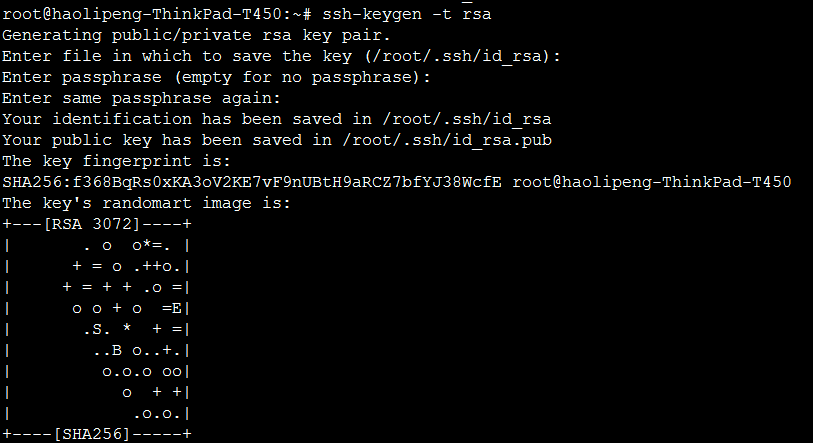 root@haolipeng-ThinkPad-T450:~# ssh-keygen -t rsa
Generating public/private rsa key pair.
Enter file in which to save the key (/root/.ssh/id_rsa):
Enter passphrase (empty for no passphrase):
Enter same passphrase again:
Your identification has been saved in /root/.ssh/id_rsa
Your public key has been saved in /root/.ssh/id_rsa.pub
The key fingerprint is:
SHA256:f368BqRs0xKA3oV2KE7vF9nUBtH9aRCZ7bfYJ38WcfE root@haolipeng-ThinkPad-T450
The key's randomart image is:
+---[RSA 3072]----+
|       . o  o*=. |
|      + = o .++o.|
|     + = + + .o =|
|      o o + o  =E|
|       .S. *  + =|
|        ..B o..+.|
|         o.o.o oo|
|           o  + +|
|            .o.o.|
+----[SHA256]-----+